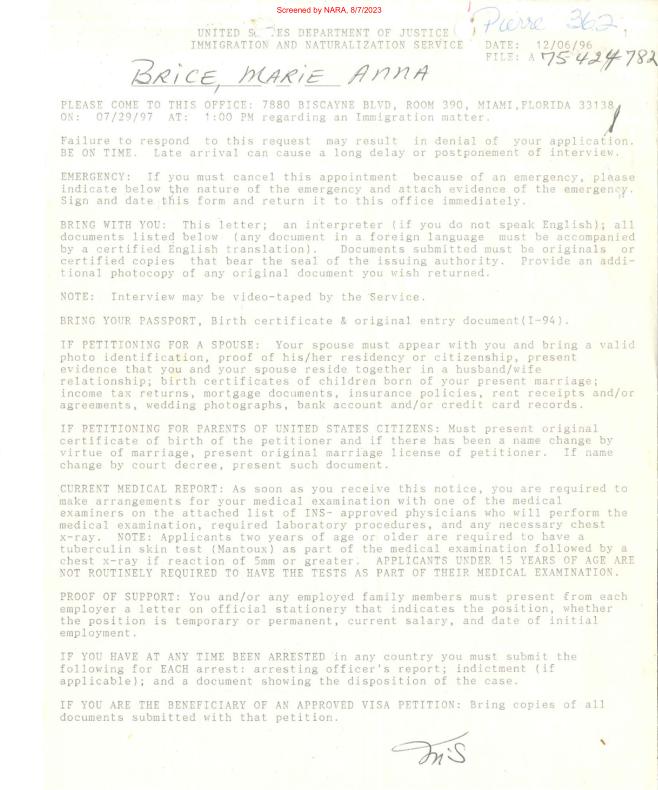 Screened by NARA, 8/7/2023
Pierre 362
UNITED S TES DEPARTMENT OF JUSTICE
IMMIGRATION AND NATURALIZATION SERVICE DATE: 12/06/96
FILE: A 75 424 782
BRICE, MARIE ANNA
PLEASE COME TO THIS OFFICE: 7880 BISCAYNE BLVD, ROOM 390, MIAMI,FLORIDA 33138
ON: 07/29/97 AT: 1:00 PM regarding an Immigration matter.
Failure to respond to this request may result in denial of your application.
BE ON TIME. Late arrival can cause a long delay or postponement of interview.
EMERGENCY: If you must cancel this appointment because of an emergency, please
indicate below the nature of the emergency and attach evidence of the emergency.
Sign and date this form and return it to this office immediately.
BRING WITH YOU: This letter; an interpreter (if you do not speak English); all
documents listed below (any document in a foreign language must be accompanied
by a certified English translation). Documents submitted must be originals or
certified copies that bear the seal of the issuing authority. Provide an addi-
tional photocopy of any original document you wish returned.
NOTE: Interview may be video-taped by the Service.
BRING YOUR PASSPORT, Birth certificate & original entry document(I-94).
IF PETITIONING FOR A SPOUSE: Your spouse must appear with you and bring a valid
photo identification, proof of his/her residency or citizenship, present
evidence that you and your spouse reside together in a husband/wife
relationship; birth certificates of children born of your present marriage;
income tax returns, mortgage documents, insurance policies, rent receipts and/or
agreements, wedding photographs, bank account and/or credit card records.
IF PETITIONING FOR PARENTS OF UNITED STATES CITIZENS: Must present original
certificate of birth of the petitioner and if there has been a name change by
virtue of marriage, present original marriage license of petitioner. If name
change by court decree, present such document.
CURRENT MEDICAL REPORT: As soon as you receive this notice, you are required to
make arrangements for your medical examination with one of the medical
examiners on the attached list of INS- approved physicians who will perform the
medical examination, required laboratory procedures, and any necessary chest
x-ray. NOTE: Applicants two years of age or older are required to have a
tuberculin skin test (Mantoux) as part of the medical examination followed by a
chest x-ray if reaction of 5mm or greater. APPLICANTS UNDER 15 YEARS OF AGE ARE
NOT ROUTINELY REQUIRED TO HAVE THE TESTS AS PART OF THEIR MEDICAL EXAMINATION.
PROOF OF SUPPORT: You and/or any employed family members must present from each
employer a letter on official stationery that indicates the position, whether
the position is temporary or permanent, current salary, and date of initial
employment.
IF YOU HAVE AT ANY TIME BEEN ARRESTED in any country you must submit the
following for EACH arrest: arresting officer's report; indictment (if
applicable); and a document showing the disposition of the case.
IF YOU ARE THE BENEFICIARY OF AN APPROVED VISA PETITION: Bring copies of all
documents submitted with that petition.